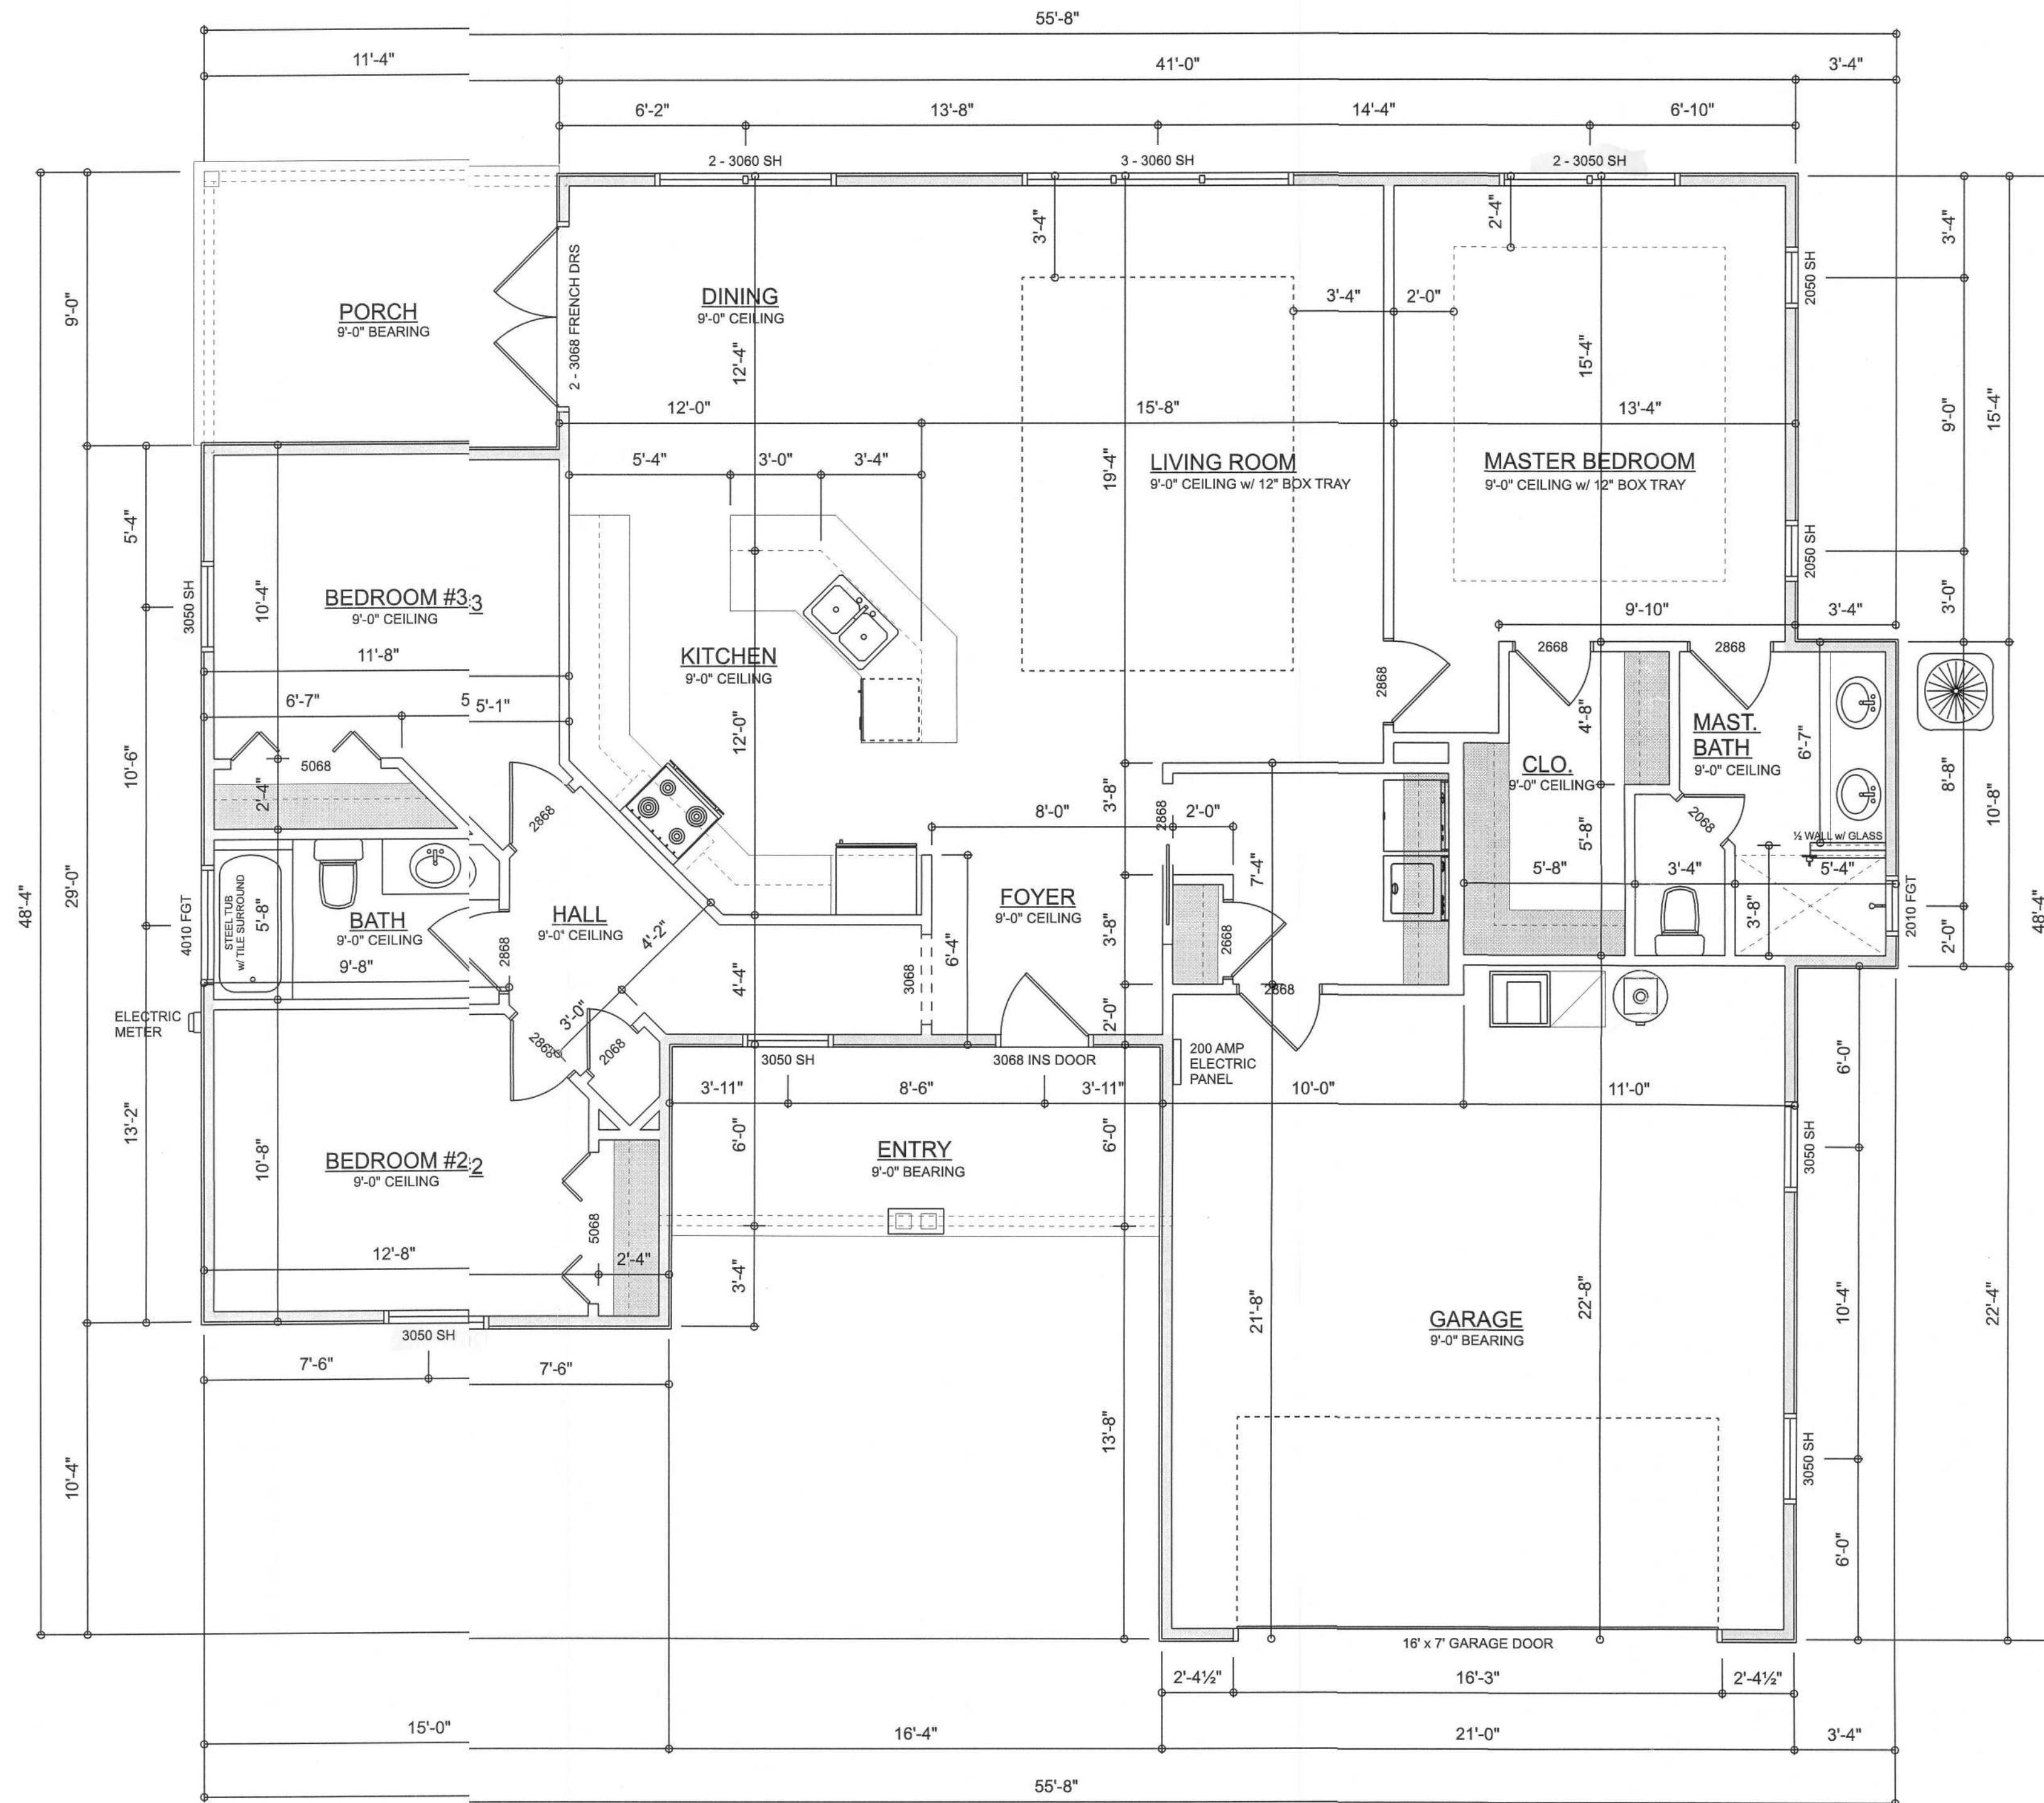 55'-8"
11'-4"
41'-0"
3'-4"
6'-2"
13'-8"
14'-4"
6'-10"
2 - 3060 SH
3 - 3060 SH
2 - 3050 SH
9'-0"
PORCH
9'-0" BEARING
2 - 3068 FRENCH DRS
DINING
9'-0" CEILING
12'-4"
3'-4"
3'-4"
2'-0"
2'-4"
15'-4"
2050 SH
3'-4"
9'-0"
15'-4"
12'-0"
15'-8"
13'-4"
5'-4"
3'-0"
3'-4"
19'-4"
LIVING ROOM
9'-0" CEILING w/ 12" BOX TRAY
MASTER BEDROOM
9'-0" CEILING w/ 12" BOX TRAY
2050 SH
3'-0"
5'-4"
3050 SH
10'-4"
BEDROOM #3:3
9'-0" CEILING
11'-8"
6'-7"
5
5'-1"
5068
2'-4"
10'-6"
KITCHEN
9'-0" CEILING
12'-0"
2868
9'-10"
3'-4"
2668
2868
4'-8"
CLO.
9'-0" CEILING
MAST.
BATH
9'-0" CEILING
6'-7"
8'-8"
10'-8"
2868
3'-8"
8'-0"
2868
2'-0"
7'-4"
5'-8"
2068
½ WALL w/ GLASS
5'-8"
3'-4"
5'-4"
3'-8"
2010 FGT
2'-0"
48'-4"
29'-0"
4010 FGT
STEEL TUB
w/ TILE SURROUND
5'-8"
BATH
9'-0" CEILING
9'-8"
2868
HALL
9'-0" CEILING
4'-2"
3'-0"
4'-4"
3068
6'-4"
FOYER
9'-0" CEILING
3'-8"
2668
2868
2'-0"
48'-4"
ELECTRIC
METER
2868
2068
3050 SH
3068 INS DOOR
200 AMP
ELECTRIC
PANEL
3'-11"
8'-6"
3'-11"
10'-0"
11'-0"
6'-0"
13'-2"
10'-8"
BEDROOM #2:2
9'-0" CEILING
6'-0"
ENTRY
9'-0" BEARING
6'-0"
3050 SH
5068
12'-8"
2'-4"
3'-4"
21'-8"
22'-8"
GARAGE
9'-0" BEARING
10'-4"
22'-4"
3050 SH
7'-6"
7'-6"
10'-4"
13'-8"
3050 SH
6'-0"
16' x 7' GARAGE DOOR
2'-4½"
16'-3"
2'-4½"
15'-0"
16'-4"
21'-0"
3'-4"
55'-8"